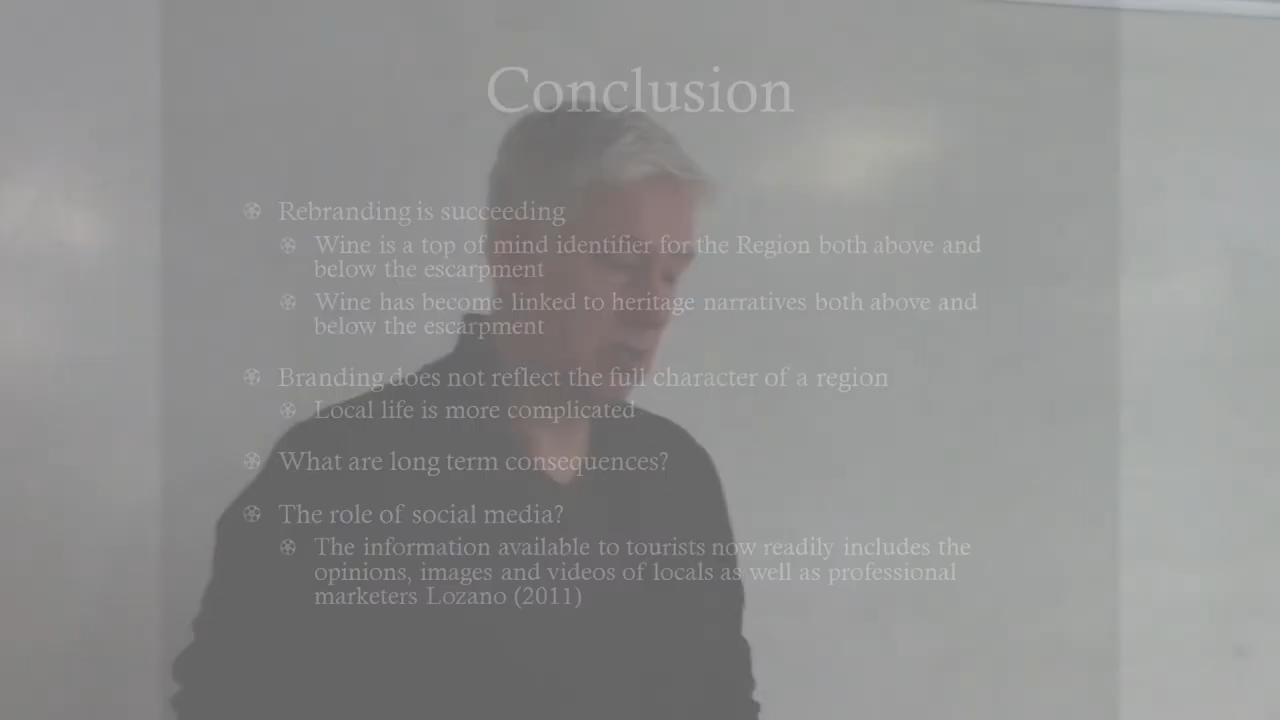 Conclusion
Rebranding is succeeding
Wine is a top of mind identifier for the Region both above and
below the escarpment
Wine has become linked to heritage narratives both above and
below the escarpment
Branding does not reflect the full character of a region
Local life is more complicated
What are long term consequences?
The role of social media?
The information available to tourists now readily includes the
opinions, images and videos of locals as well as professional
marketers Lozano (2011)